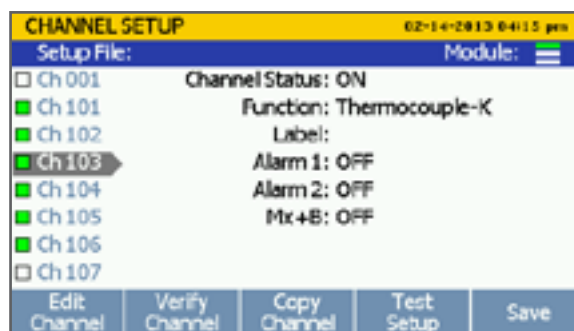 CHANNEL SETUP 02-14-2013 04:15 pm
Setup File: Module:
Ch 001 Channel Status: ON
Ch 101 Function: Thermocouple-K
Ch 102 Label:
Ch 103 Alarm 1: OFF
Ch 104 Alarm 2: OFF
Ch 105 Mx+B: OFF
Ch 106
Ch 107
Edit Channel Verify Channel Copy Channel Test Setup Save